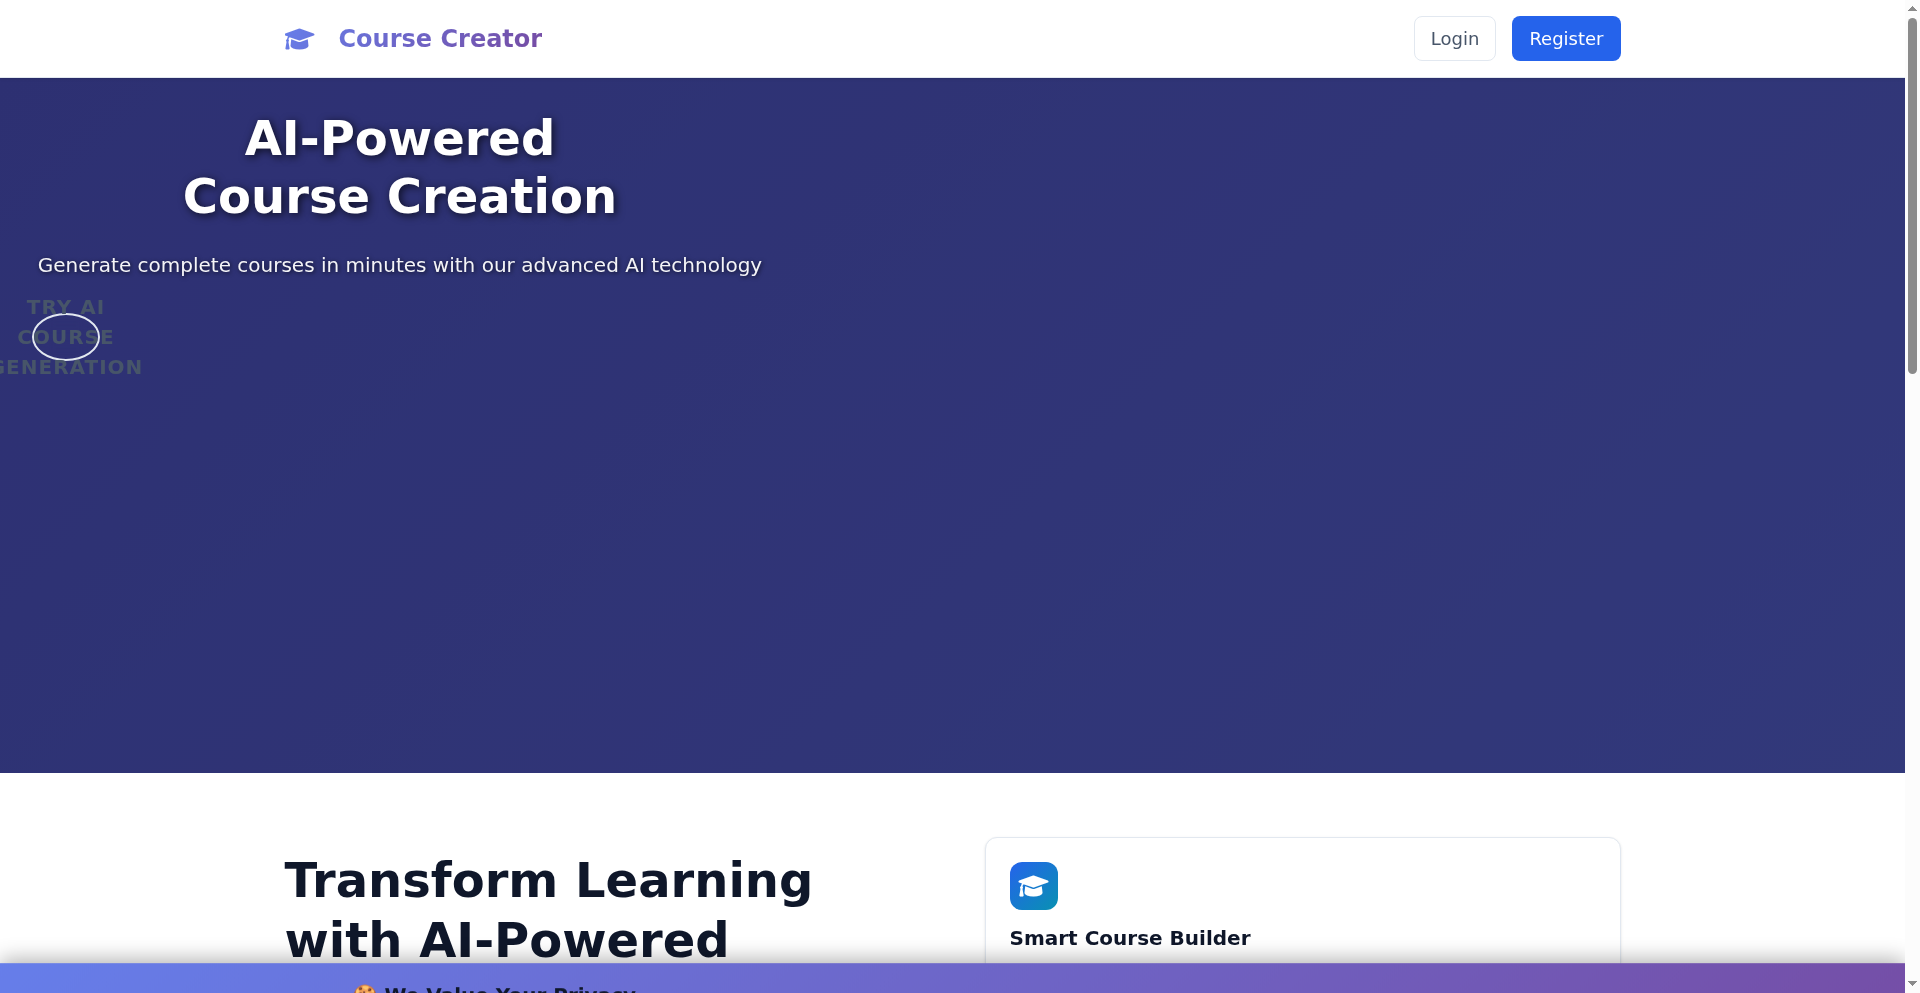 Course Creator
Login
Register
AI-Powered
Course Creation
Generate complete courses in minutes with our advanced AI technology
TRY AI
COURSE
GENERATION
Transform Learning
with AI-Powered
Smart Course Builder
We Value Your Privacy